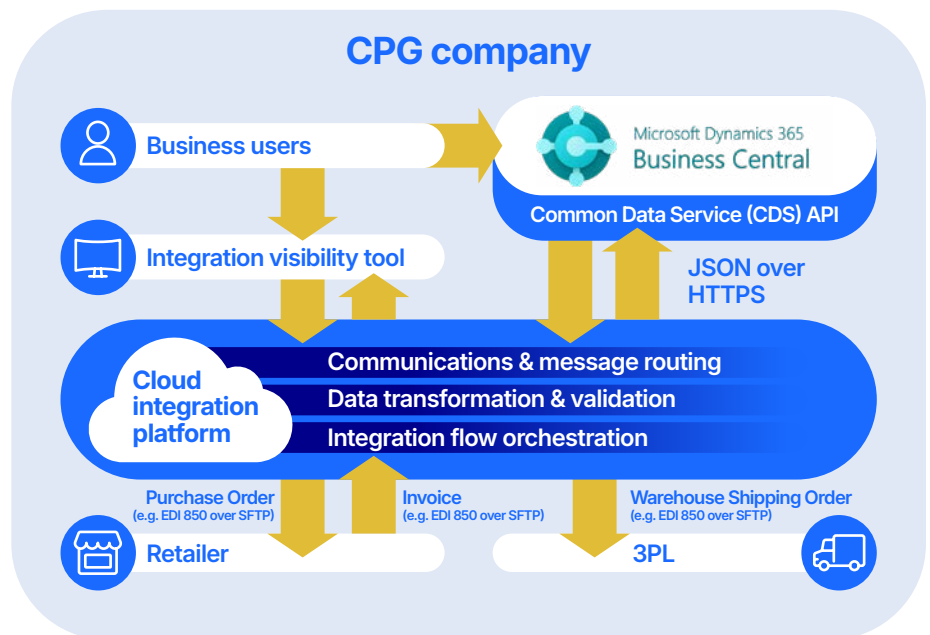 CPG company
Business users
Microsoft Dynamics 365
Business Central
Common Data Service (CDS) API
Integration visibility tool
JSON over
HTTPS
Communications & message routing
Cloud
integration
platform
Data transformation & validation
Integration flow orchestration
Purchase Order
(e.g. EDI 850 over SFTP)
Invoice
(e.g. EDI 850 over SFTP)
Warehouse Shipping Order
(e.g. EDI 850 over SFTP)
Retailer
3PL